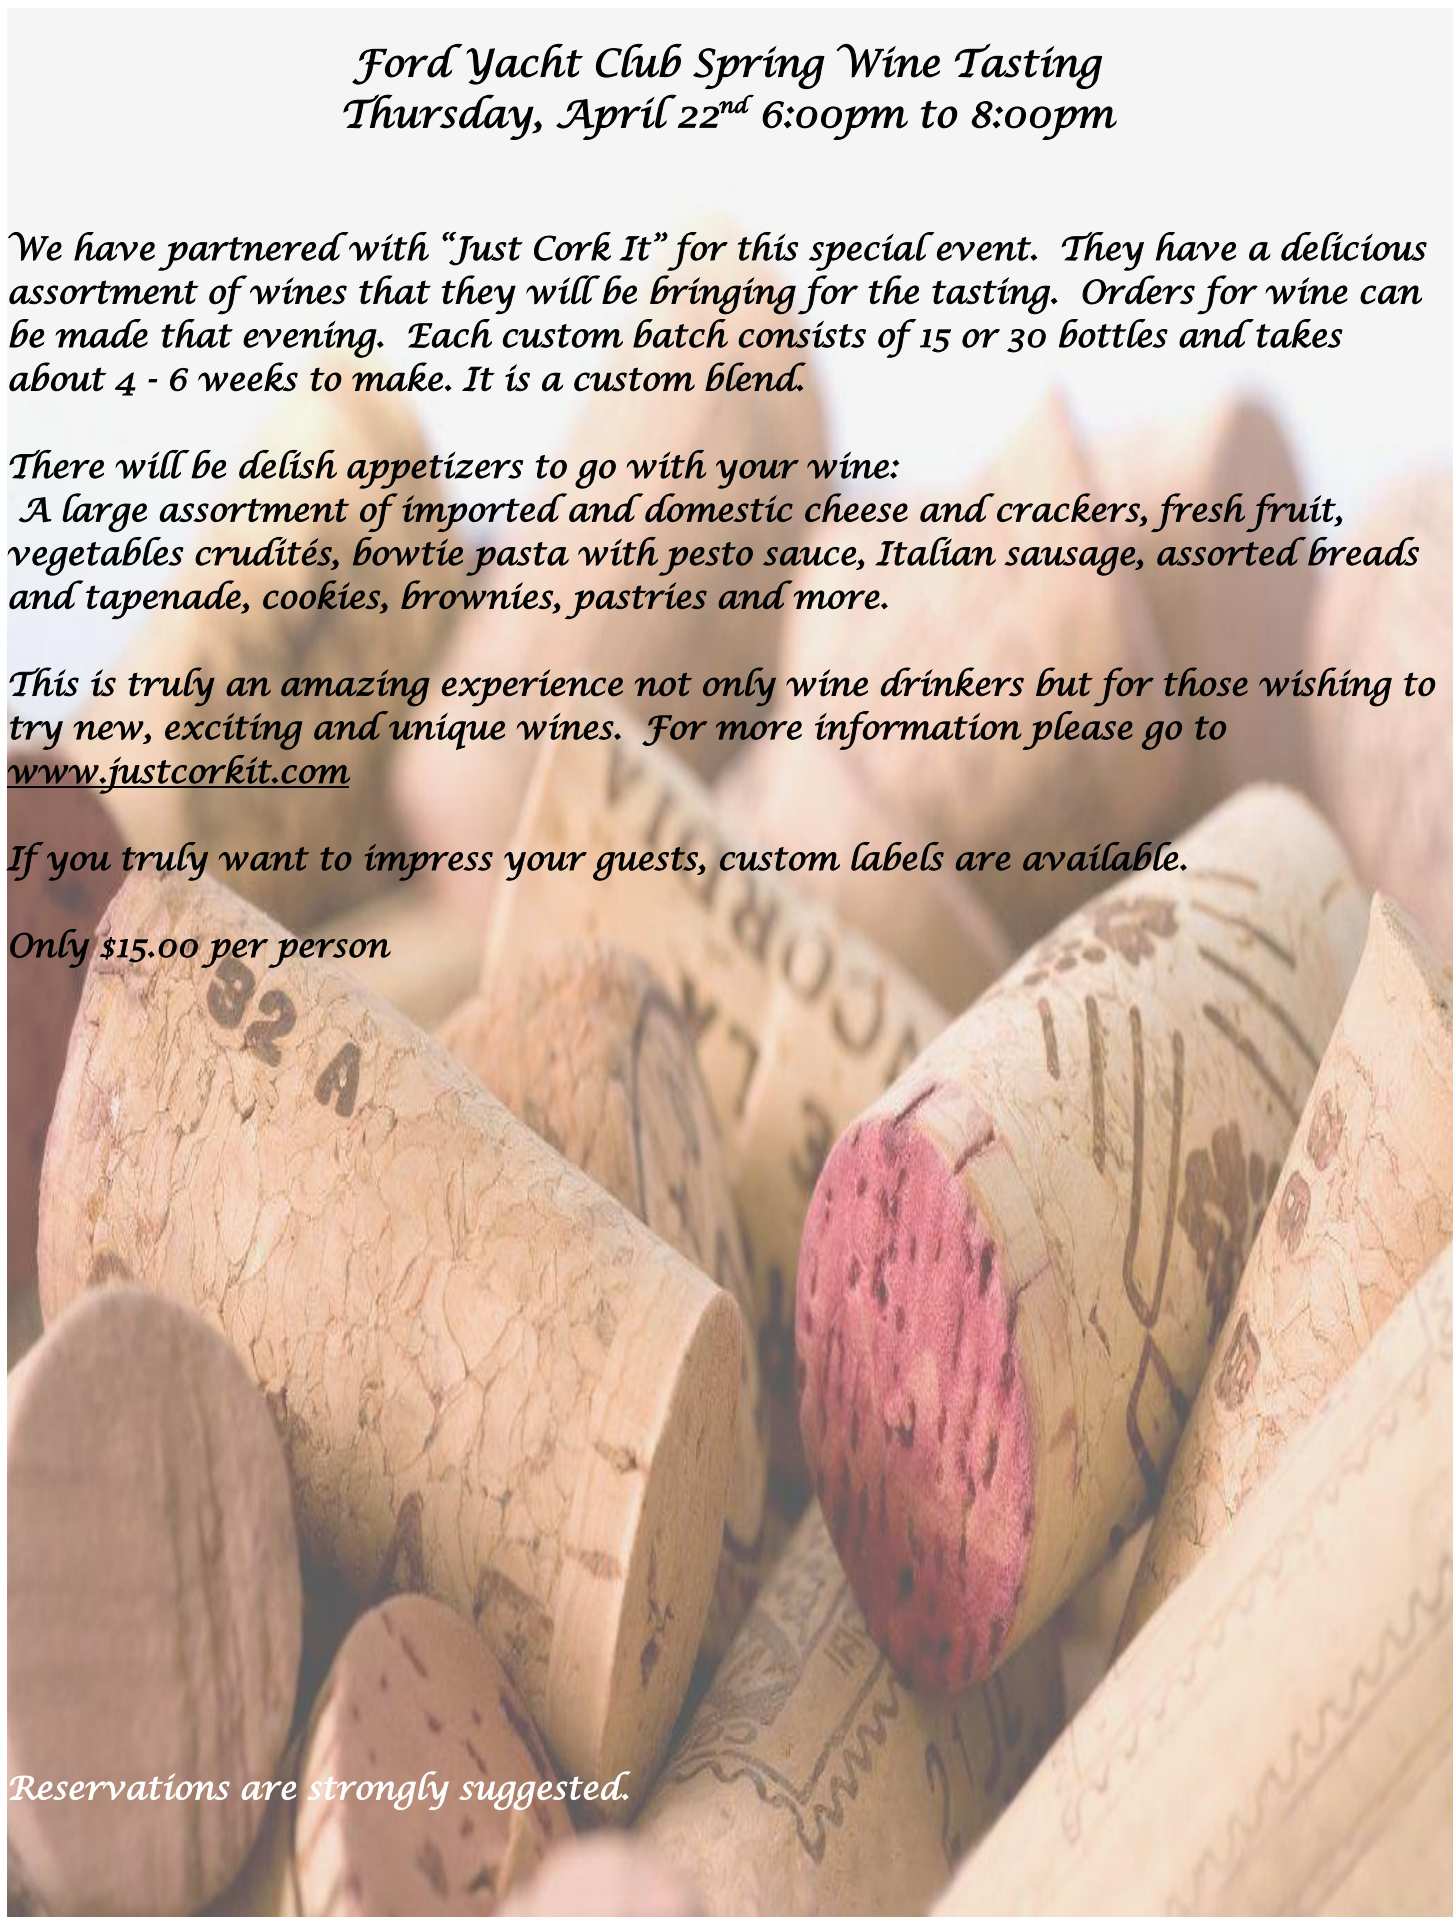 Ford Yacht Club Spring Wine Tasting
Thursday, April 22nd 6:00pm to 8:00pm
We have partnered with “Just Cork It” for this special event.  They have a delicious
assortment of wines that they will be bringing for the tasting.  Orders for wine can
be made that evening.  Each custom batch consists of 15 or 30 bottles and takes
about 4 - 6 weeks to make. It is a custom blend.
There will be delish appetizers to go with your wine:
A large assortment of imported and domestic cheese and crackers, fresh fruit,
vegetables crudités, bowtie pasta with pesto sauce, Italian sausage, assorted breads
and tapenade, cookies, brownies, pastries and more.
This is truly an amazing experience not only wine drinkers but for those wishing to
try new, exciting and unique wines.  For more information please go to
www.justcorkit.com
If you truly want to impress your guests, custom labels are available.
Only $15.00 per person
32 A
Reservations are strongly suggested.